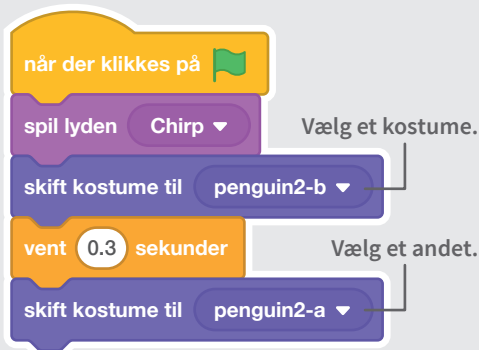 når der klikkes på
spil lyden Chirp
Vælg et kostume.
skift kostume til penguin2-b
vent 0.3 sekunder
Vælg et andet.
skift kostume til penguin2-a